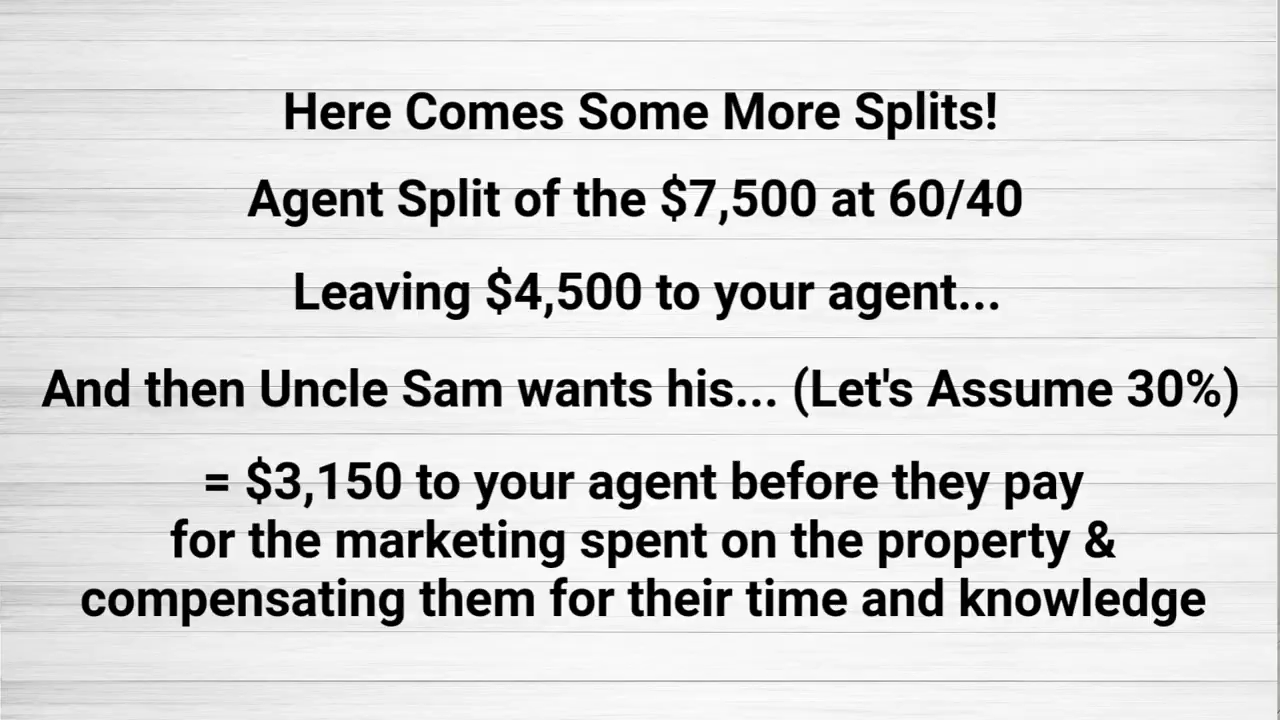 Here Comes Some More Splits!
Agent Split of the $7,500 at 60/40
Leaving $4,500 to your agent...
And then Uncle Sam wants his... (Let's Assume 30%)
= $3,150 to your agent before they pay
for the marketing spent on the property &
compensating them for their time and knowledge